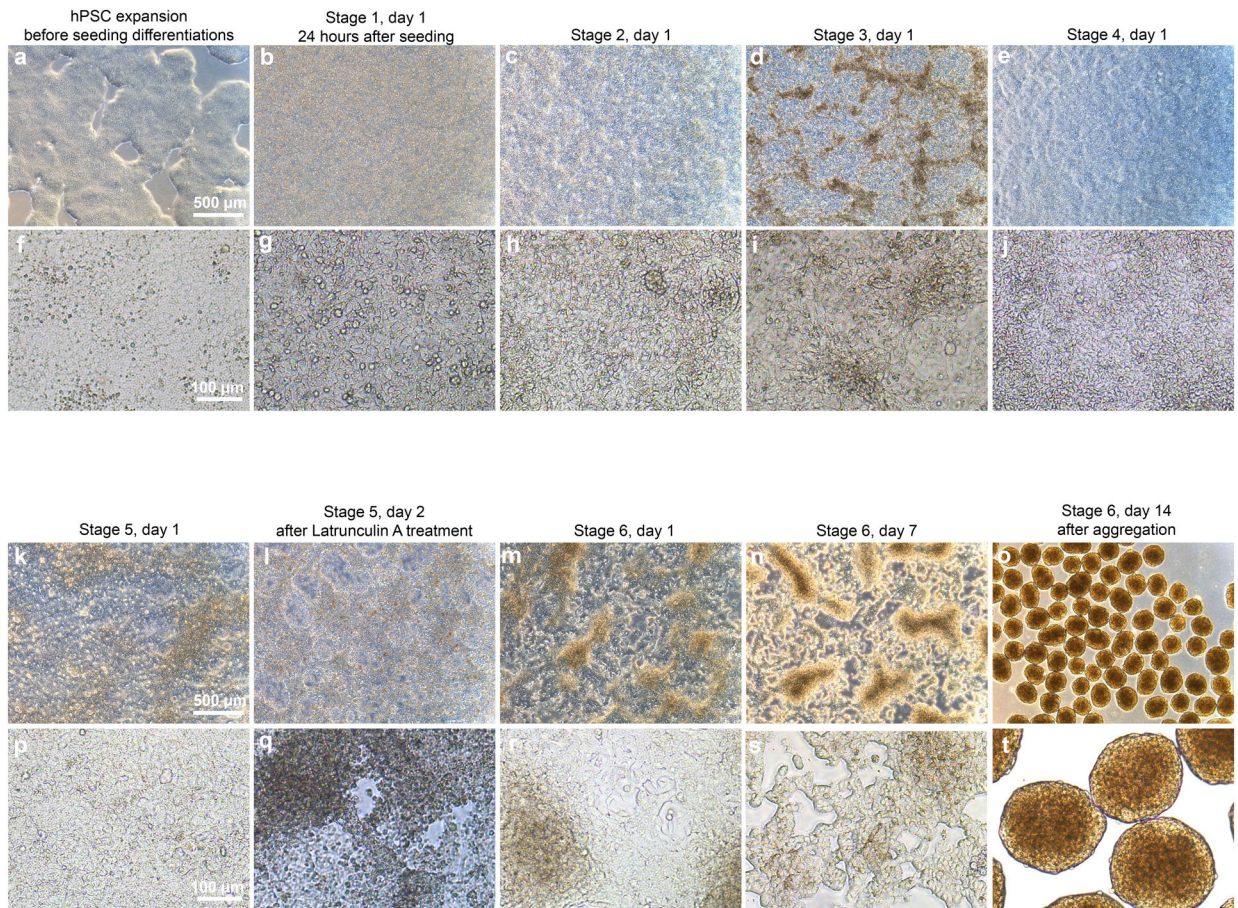 hPSC expansion
before seeding differentiations
Stage 1, day 1
24 hours after seeding
Stage 2, day 1
Stage 3, day 1
Stage 4, day 1
a
b
c
d
e
500 µm
f
g
h
i
j
100 µm
Stage 5, day 1
Stage 5, day 2
after Latrunculin A treatment
Stage 6, day 1
Stage 6, day 7
Stage 6, day 14
after aggregation
k
l
m
n
o
500 µm
p
q
r
s
t
100 µm